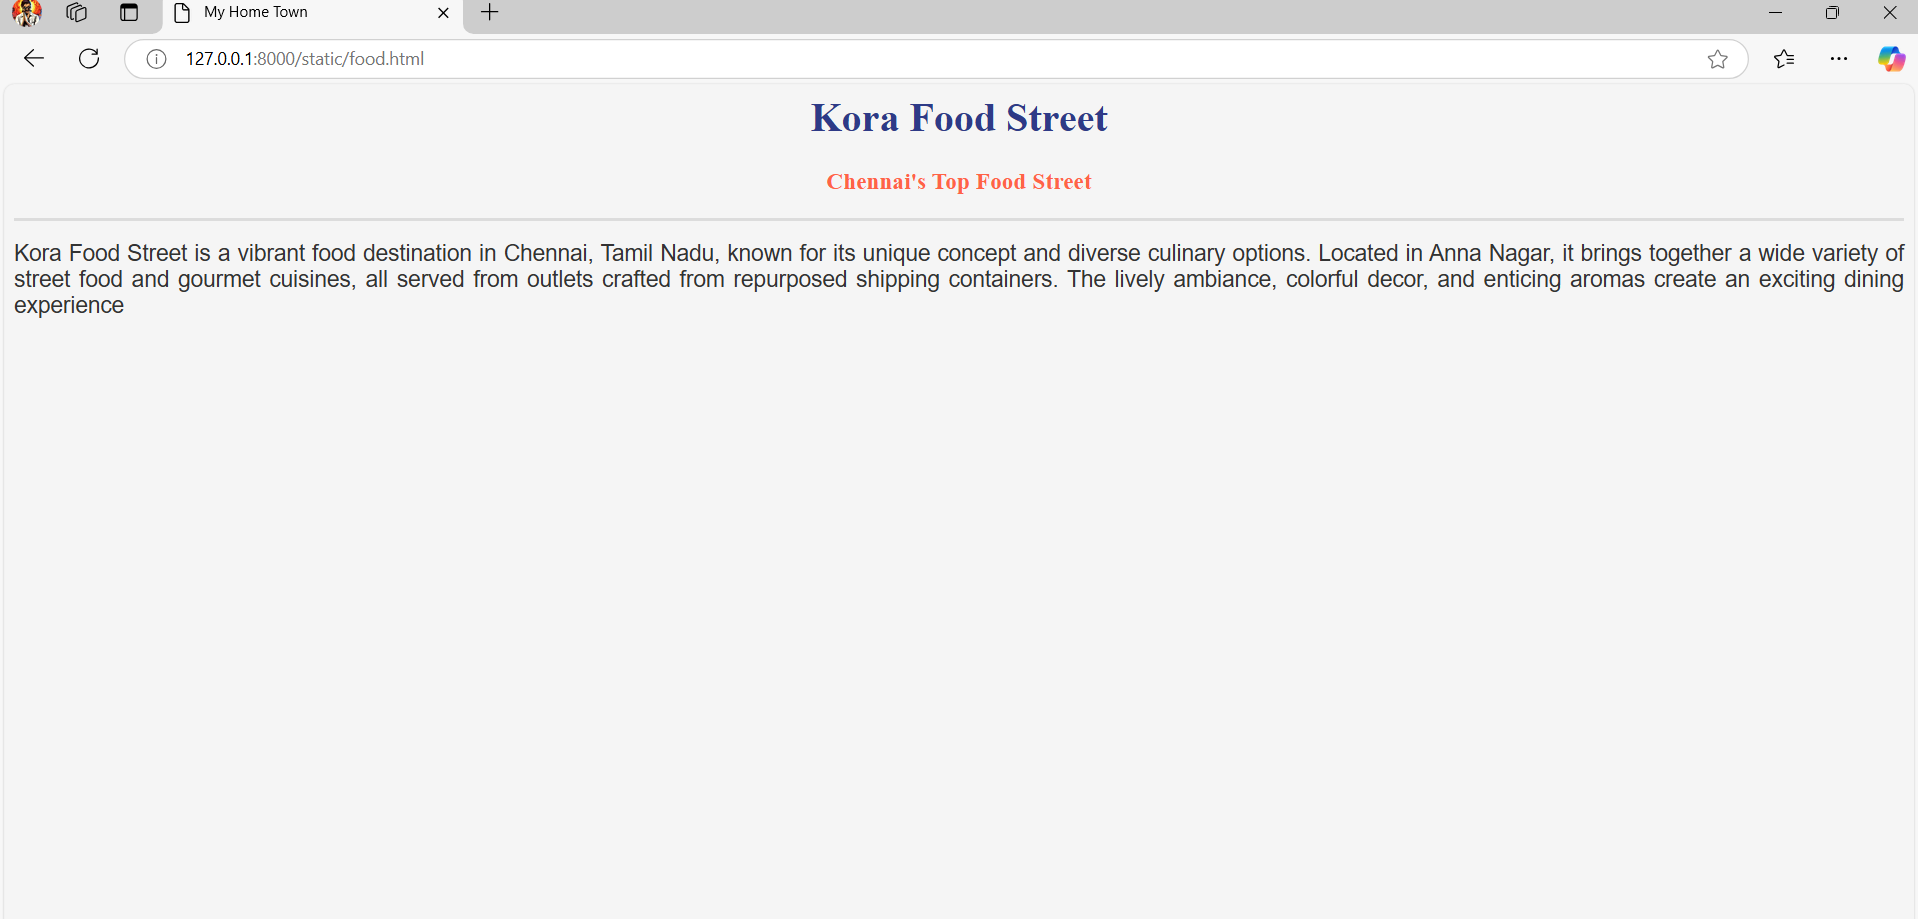 My Home Town
127.0.0.1:8000/static/food.html
Kora Food Street
Chennai's Top Food Street
Kora Food Street is a vibrant food destination in Chennai, Tamil Nadu, known for its unique concept and diverse culinary options. Located in Anna Nagar, it brings together a wide variety of
street food and gourmet cuisines, all served from outlets crafted from repurposed shipping containers. The lively ambiance, colorful decor, and enticing aromas create an exciting dining
experience